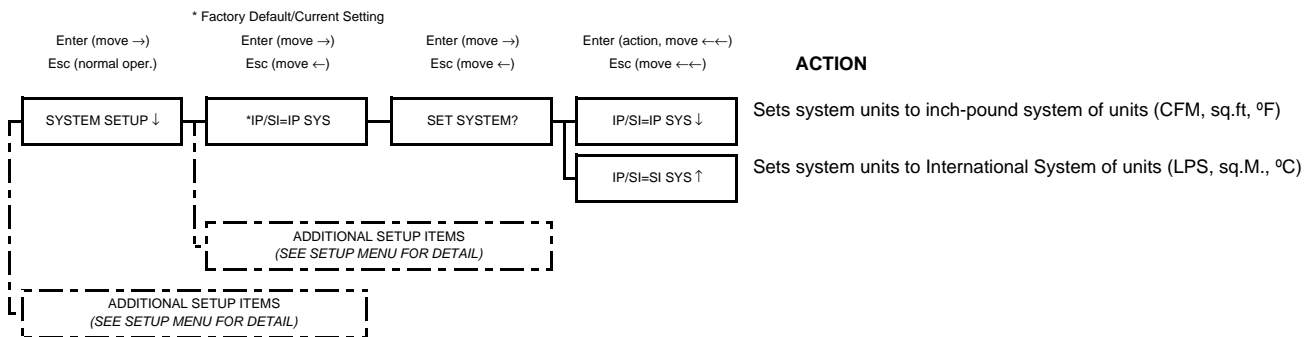 * Factory Default/Current Setting
Enter (move →) Enter (move →) Enter (move →) Enter (action, move ←←)
Esc (normal oper.) Esc (move ←) Esc (move ←) Esc (move ←←) ACTION
SYSTEM SETUP ↓ *IP/SI=IP SYS SET SYSTEM? IP/SI=IP SYS ↓ Sets system units to inch-pound system of units (CFM, sq.ft, ºF)
IP/SI=SI SYS ↑ Sets system units to International System of units (LPS, sq.M., ºC)
ADDITIONAL SETUP ITEMS
(SEE SETUP MENU FOR DETAIL)
ADDITIONAL SETUP ITEMS
(SEE SETUP MENU FOR DETAIL)